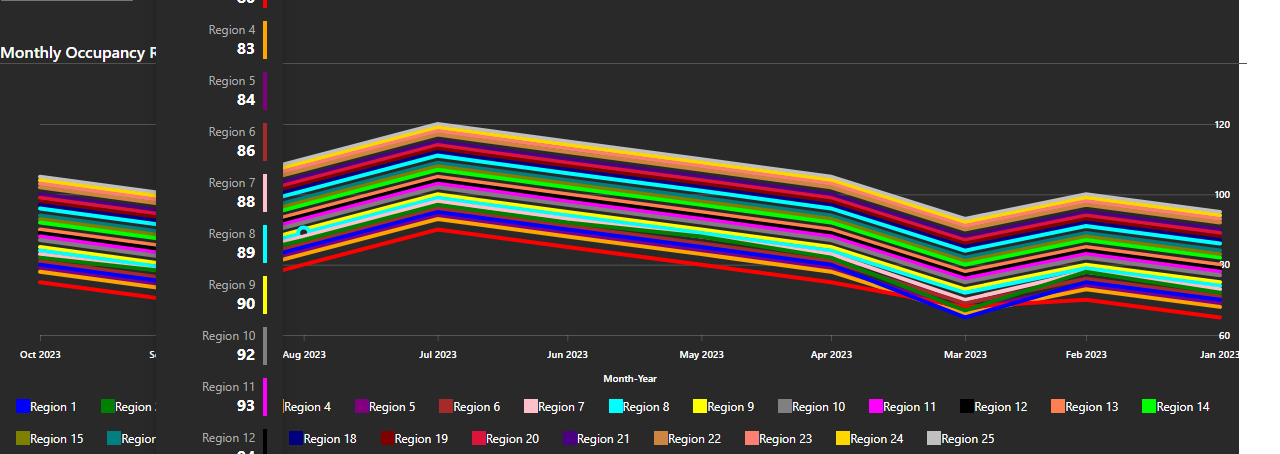 Region 4
83
Monthly Occupancy R
Region 5
84
Region 6
86
Region 7
88
Region 8
89
Region 9
90
Region 10
92
Region 11
93
Region 12
120
100
80
60
Oct 2023
Aug 2023
Jul 2023
Jun 2023
May 2023
Apr 2023
Mar 2023
Feb 2023
Jan 2023
Month-Year
Region 1
Region
Region 4
Region 5
Region 6
Region 7
Region 8
Region 9
Region 10
Region 11
Region 12
Region 13
Region 14
Region 15
Region
Region 18
Region 19
Region 20
Region 21
Region 22
Region 23
Region 24
Region 25